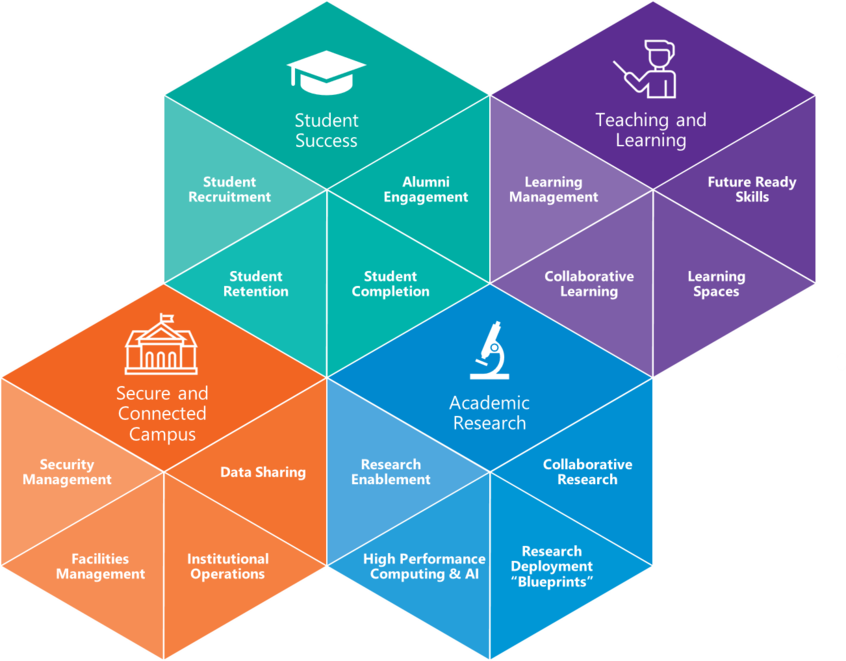 Student
Success
Student
Recruitment
Alumni
Engagement
Student
Retention
Student
Completion
Teaching and
Learning
Learning
Management
Future Ready
Skills
Collaborative
Learning
Learning
Spaces
Secure and
Connected
Campus
Security
Management
Data Sharing
Facilities
Management
Institutional
Operations
Academic
Research
Research
Enablement
Collaborative
Research
High Performance
Computing & AI
Research
Deployment
“Blueprints”